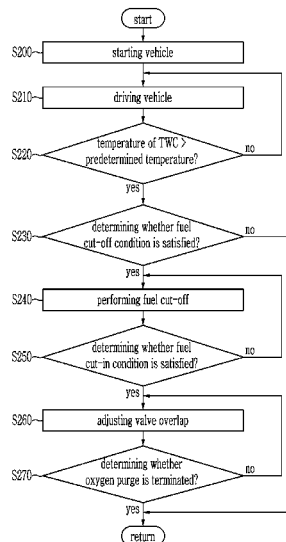 start
S200
starting vehicle
S210
driving vehicle
S220
temperature of TWC >
predetermined temperature?
no
yes
S230
determining whether fuel
cut-off condition is satisfied?
no
yes
S240
performing fuel cut-off
S250
determining whether fuel
cut-in condition is satisfied?
no
yes
S260
adjusting valve overlap
S270
determining whether
oxygen purge is terminated?
no
yes
return